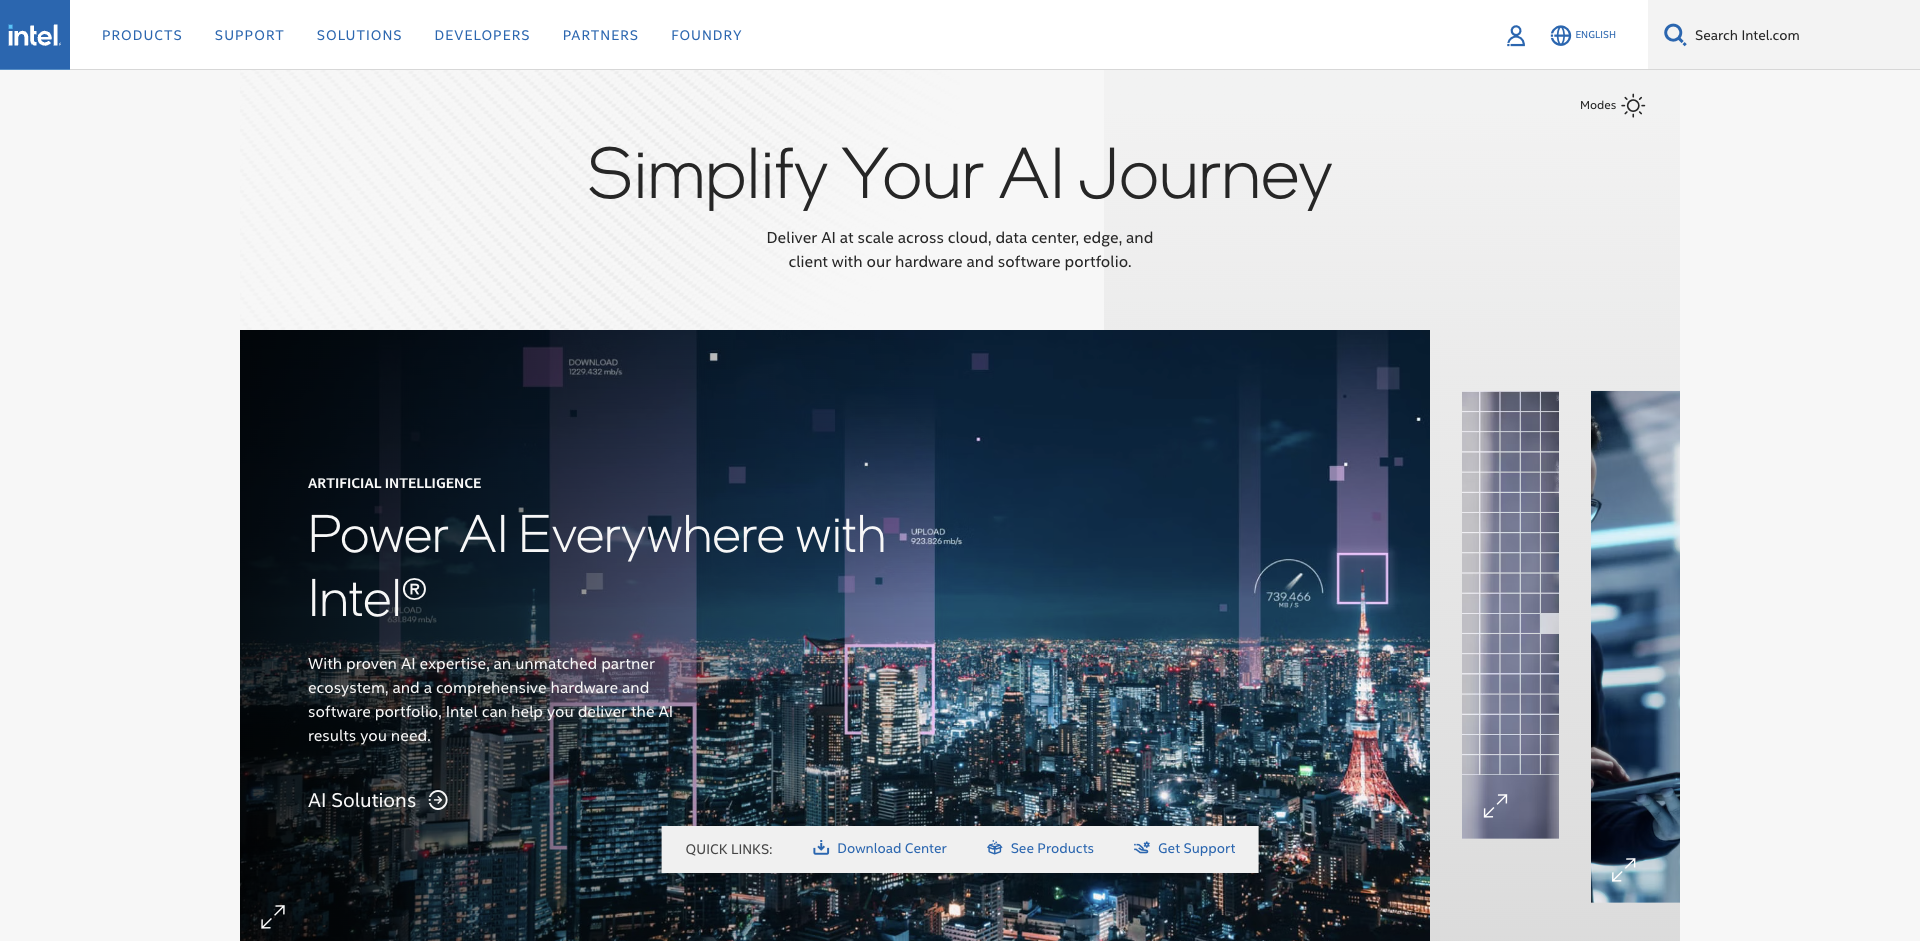 intel.
PRODUCTS
SUPPORT
SOLUTIONS
DEVELOPERS
PARTNERS
FOUNDRY
ENGLISH
Search Intel.com
Modes
Simplify Your AI Journey
Deliver AI at scale across cloud, data center, edge, and
client with our hardware and software portfolio.
DOWNLOAD
1229.432 mb/s
ARTIFICIAL INTELLIGENCE
Power AI Everywhere with
Intel®
UPLOAD
923.826 mb/s
739.466
MB / S
UPLOAD
631.849 mb/s
With proven AI expertise, an unmatched partner
ecosystem, and a comprehensive hardware and
software portfolio, Intel can help you deliver the AI
results you need.
AI Solutions
QUICK LINKS:
Download Center
See Products
Get Support